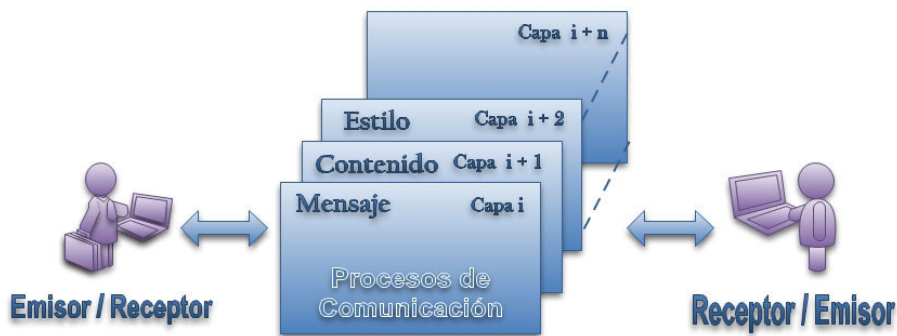 Capa i + n
Estilo Capa i + 2
Contenido Capa i + 1
Mensaje Capa i
Procesos de
Comunicación
Emisor / Receptor
Receptor / Emisor